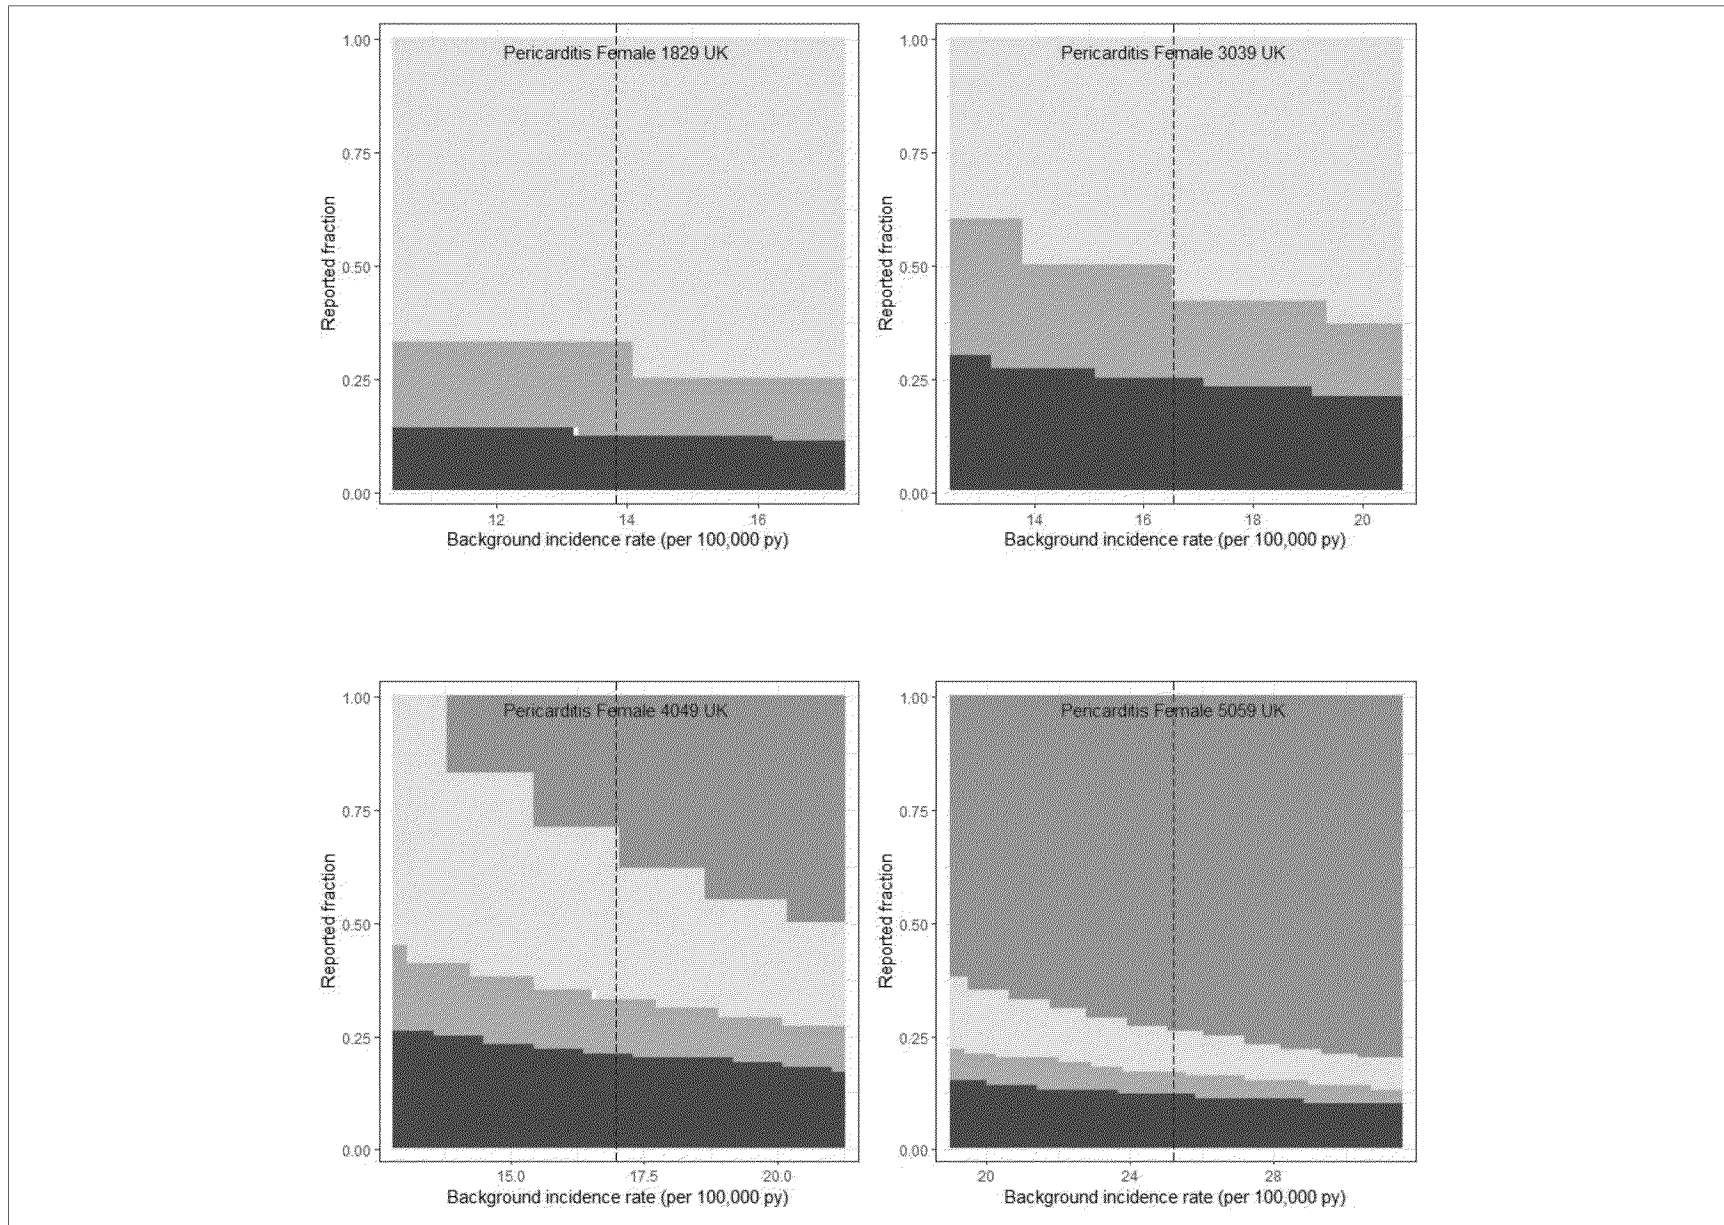 Pericarditis Female 1829 UK
1.00
0.75
0.50
0.25
0.00
Reported fraction
12 14 16
Background incidence rate (per 100,000 py)
Pericarditis Female 3039 UK
1.00
0.75
0.50
0.25
0.00
Reported fraction
14 16 18 20
Background incidence rate (per 100,000 py)
Pericarditis Female 4049 UK
1.00
0.75
0.50
0.25
0.00
Reported fraction
15.0 17.5 20.0
Background incidence rate (per 100,000 py)
Pericarditis Female 5059 UK
1.00
0.75
0.50
0.25
0.00
Reported fraction
20 24 28
Background incidence rate (per 100,000 py)